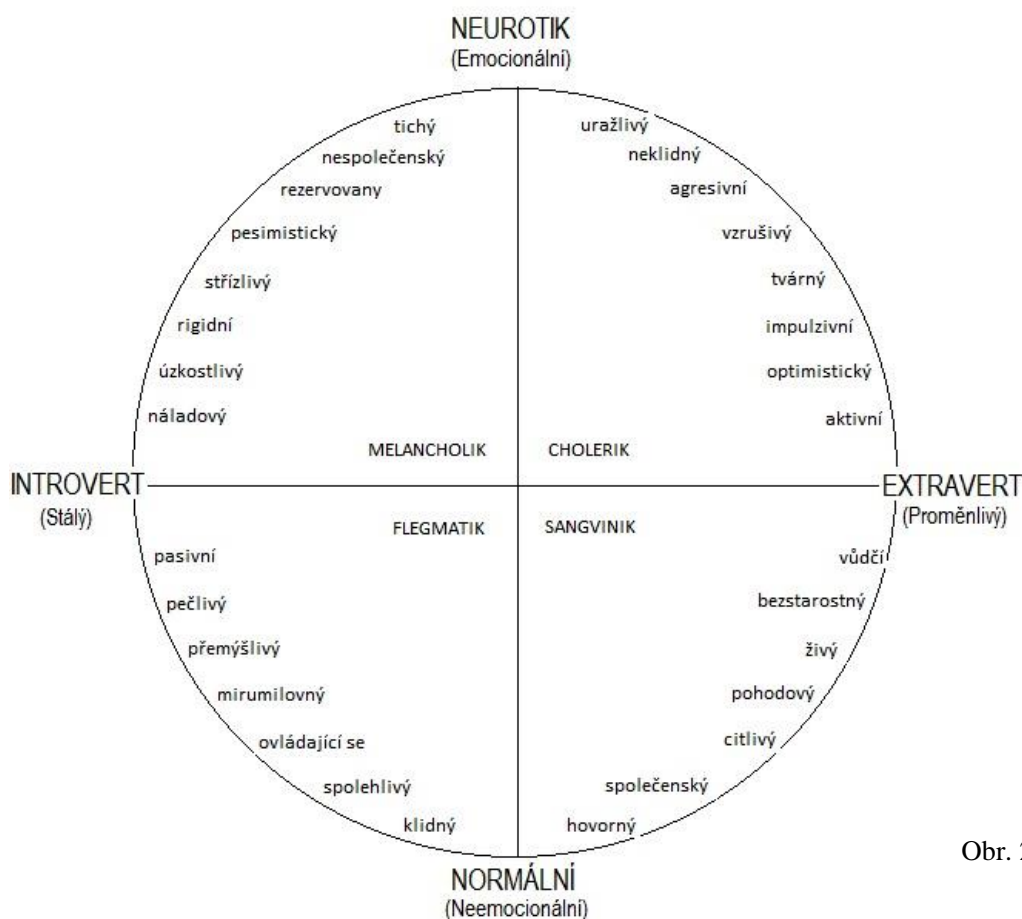 NEUROTIK
(Emocionální)
tichý
nespolečenský
rezervovany
pesimistický
střízlivý
rigidní
úzkostlivý
náladový
uražlivý
neklidný
agresivní
vzrušivý
tvárný
impulzivní
optimistický
aktivní
MELANCHOLIK
CHOLERIK
INTROVERT
(Stálý)
EXTRAVERT
(Proměnlivý)
FLEGMATIK
SANGVINIK
pasivní
pečlivý
přemýšlivý
mirumilovný
ovládající se
spolehlivý
klidný
vůdčí
bezstarostný
živý
pohodový
citlivý
společenský
hovorný
NORMÁLNÍ
(Neemocionální)
Obr. 2